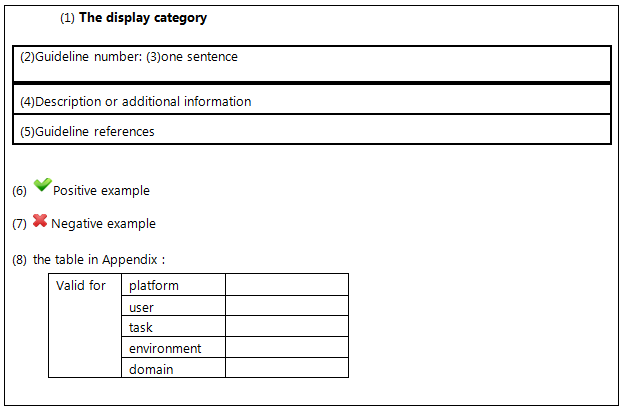 (1) The display category
(2)Guideline number: (3)one sentence
(4)Description or additional information
(5)Guideline references
(6) Positive example
(7) Negative example
(8) the table in Appendix :
Valid for platform
user
task
environment
domain